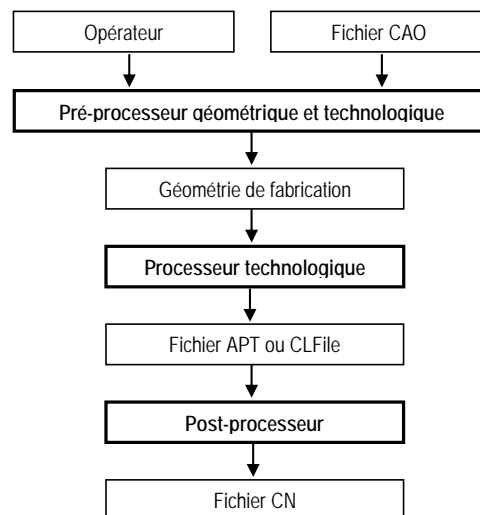 Opérateur
Fichier CAO
Pré-processeur géométrique et technologique
Géométrie de fabrication
Processeur technologique
Fichier APT ou CLFile
Post-processeur
Fichier CN